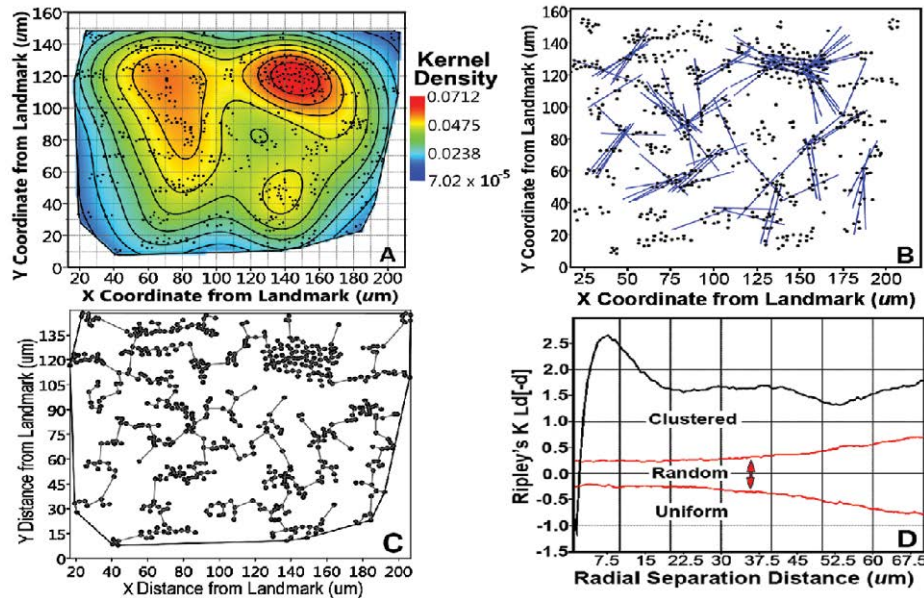 160
140
120
100
80
60
40
20
0
Y Coordinate from Landmark (um)
20 40 60 80 100 120 140 160 180 200
X Coordinate from Landmark (um)
A
Kernel
Density
0.0712
0.0475
0.0238
7.02 x 10⁻⁵
160
140
120
100
80
60
40
20
0
Y Coordinate from Landmark (um)
25 50 75 100 125 150 175 200
X Coordinate from Landmark (um)
B
135
120
105
90
75
60
45
30
15
0
Y Distance from Landmark (um)
20 40 60 80 100 120 140 160 180 200
X Distance from Landmark (um)
C
2.5
2.0
1.5
1.0
0.5
0.0
-0.5
-1.0
-1.5
Ripley's K Ld[-d]
Clustered
Random
Uniform
7.5 15 22.5 30 37.5 45 52.5 60 67.5
Radial Separation Distance (um)
D